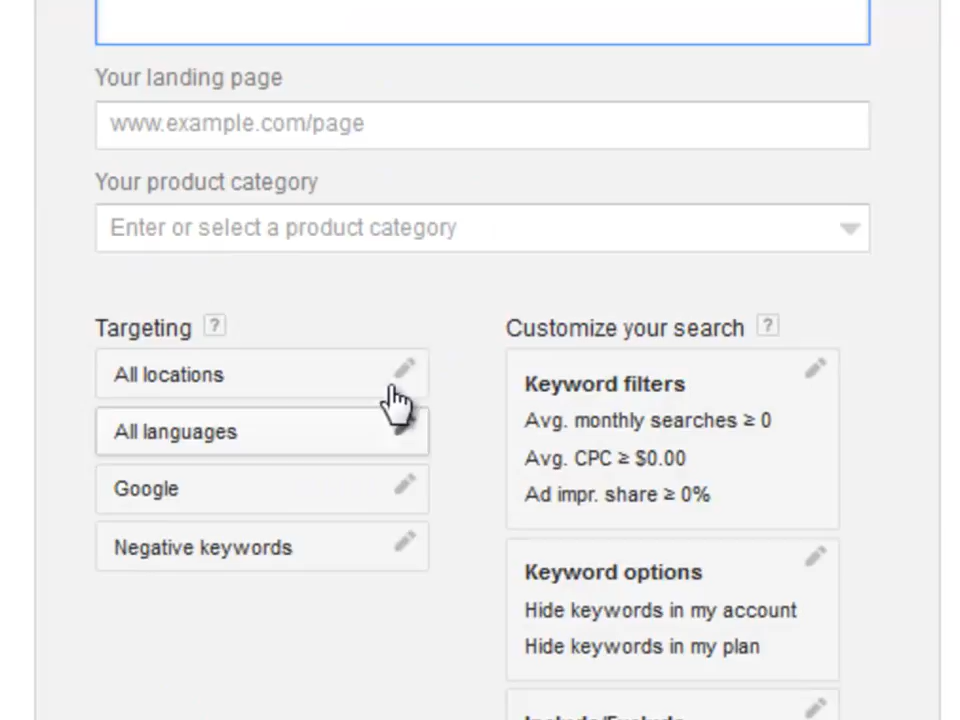 Your landing page
www.example.com/page
Your product category
Enter or select a product category
Targeting ?
All locations
All languages
Google
Negative keywords
Customize your search ?
Keyword filters
Avg. monthly searches ≥ 0
Avg. CPC ≥ $0.00
Ad impr. share ≥ 0%
Keyword options
Hide keywords in my account
Hide keywords in my plan
Include/Exclude